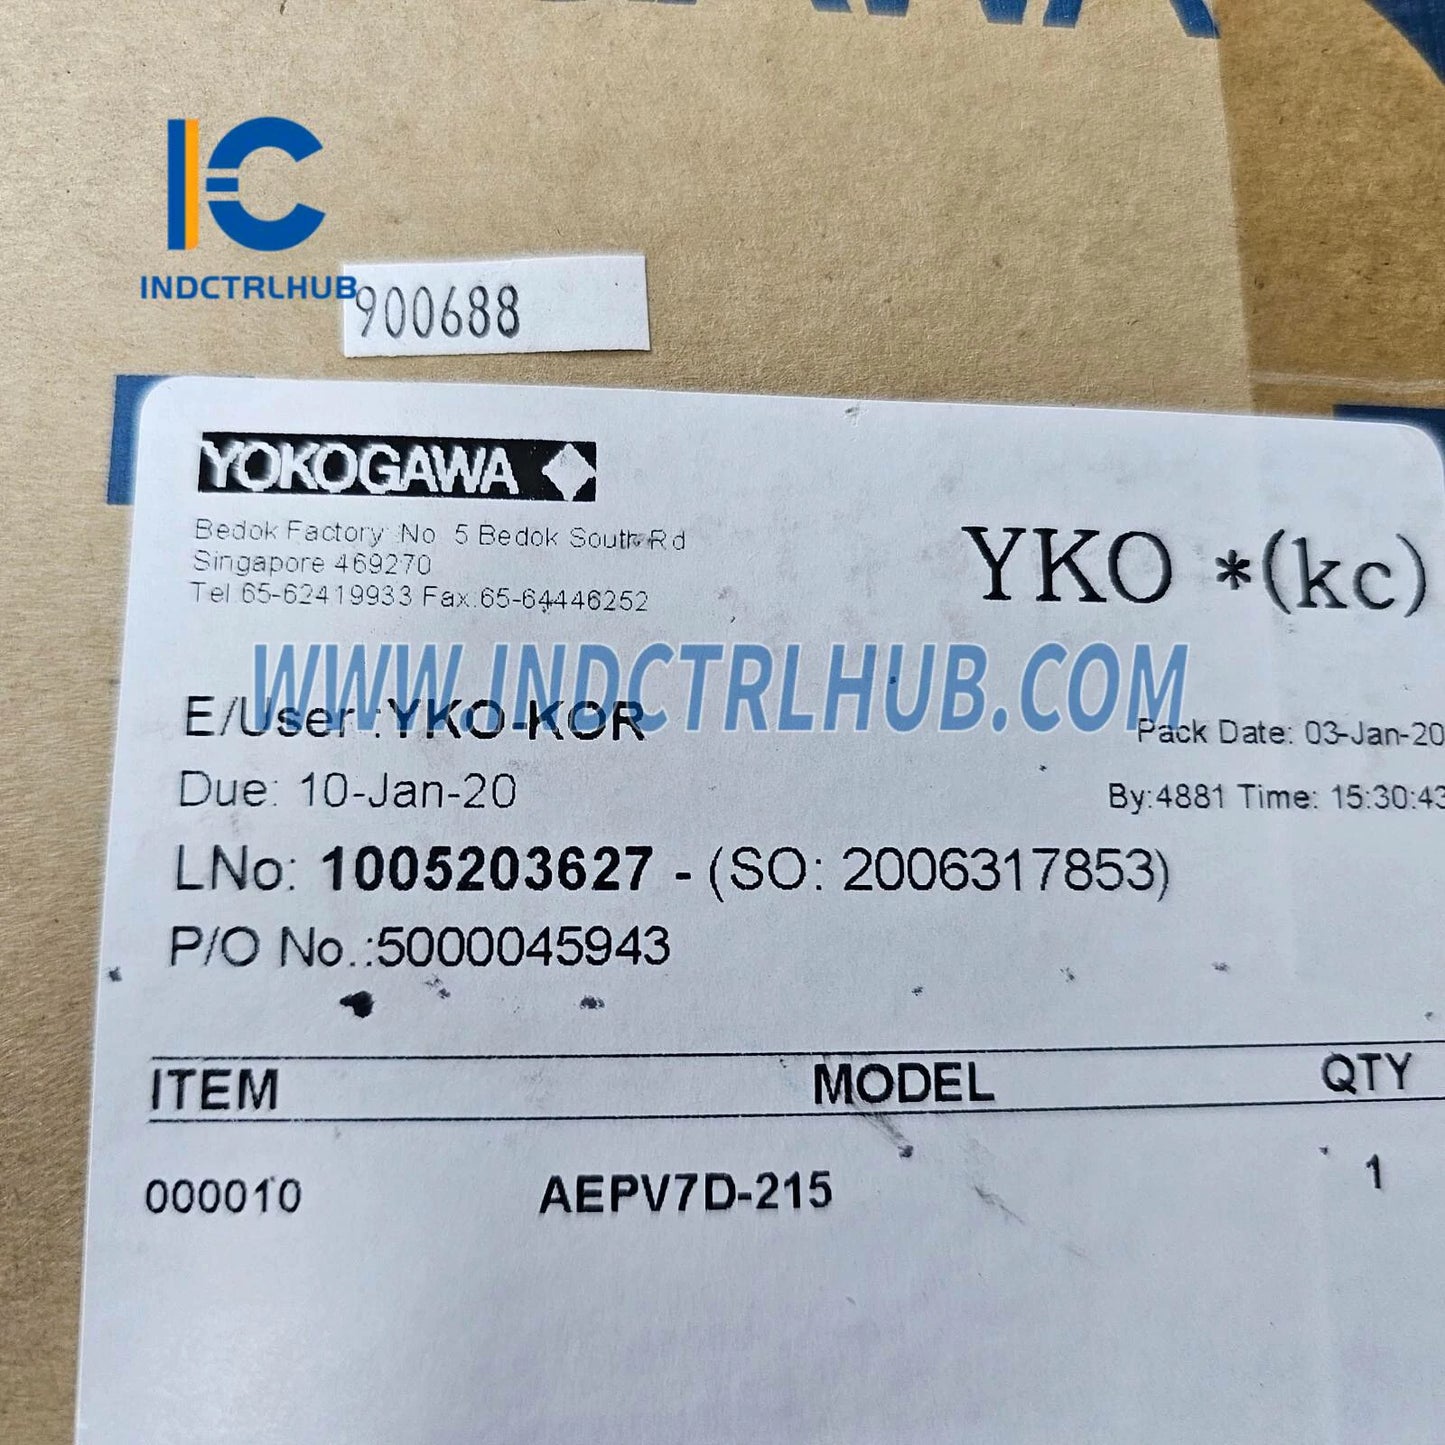 INDCTRLHUB
900688
YOKOGAWA
Bedok Factory :No 5 Bedok South Rd
Singapore 469270
Tel 65-62419933 Fax.65-64446252
YKO *(kc)
WWW.INDCTRLHUB.COM
E/User :YKO-KOR
Pack Date: 03-Jan-20
Due: 10-Jan-20
By:4881 Time: 15:30:43
LNo: 1005203627 - (SO: 2006317853)
P/O No.:5000045943
ITEM MODEL QTY
000010 AEPV7D-215 1